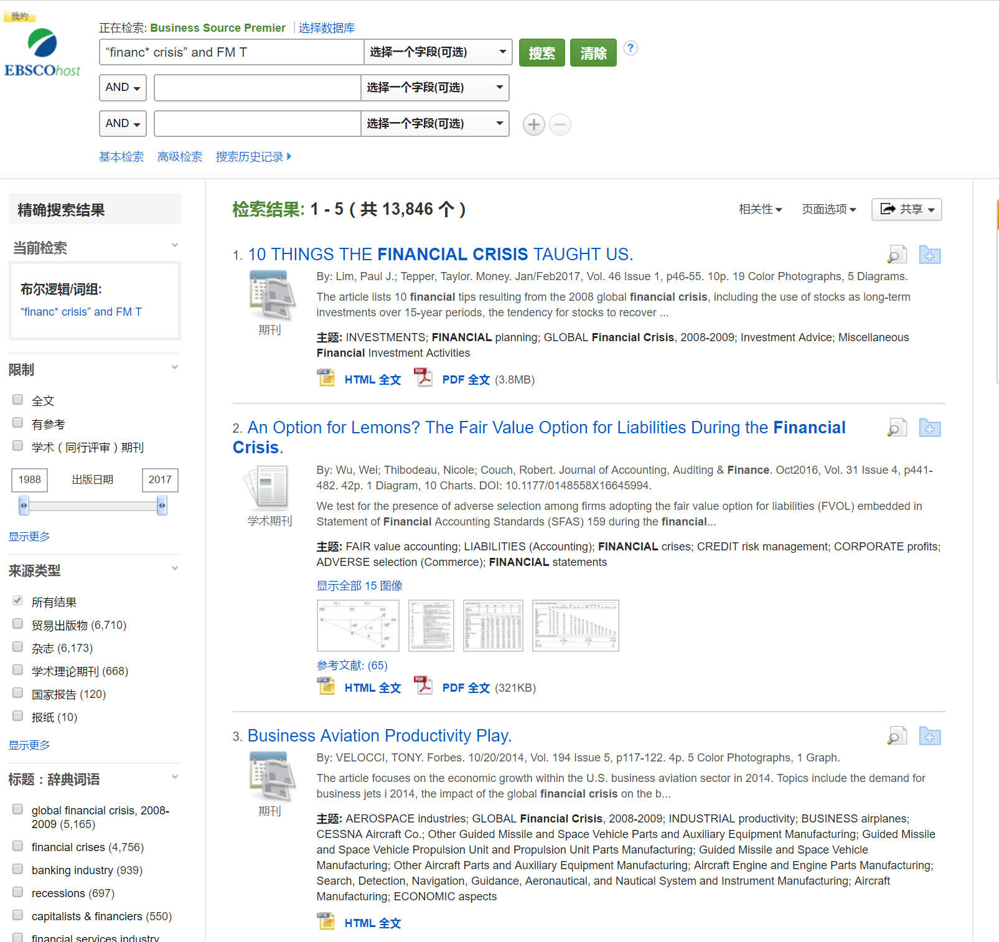 我的
EBSCOhost
正在检索: Business Source Premier 选择数据库
“financ* crisis” and FM T 选择一个字段(可选) 搜索 清除 ?
AND 选择一个字段(可选)
AND 选择一个字段(可选)
基本检索 高级检索 搜索历史记录
精确搜索结果
当前检索
布尔逻辑/词组:
“financ* crisis” and FM T
限制
全文
有参考
学术（同行评审）期刊
1988 出版日期 2017
显示更多
来源类型
所有结果
贸易出版物 (6,710)
杂志 (6,173)
学术理论期刊 (668)
国家报告 (120)
报纸 (10)
显示更多
标题：辞典词语
global financial crisis, 2008-
2009 (5,165)
financial crises (4,756)
banking industry (939)
recessions (697)
capitalists & financiers (550)
financial services industry
检索结果: 1 - 5（共 13,846 个）
相关性 页面选项 共享
1. 10 THINGS THE FINANCIAL CRISIS TAUGHT US.
期刊
By: Lim, Paul J.; Tepper, Taylor. Money. Jan/Feb2017, Vol. 46 Issue 1, p46-55. 10p. 19 Color Photographs, 5 Diagrams.
The article lists 10 financial tips resulting from the 2008 global financial crisis, including the use of stocks as long-term
investments over 15-year periods, the tendency for stocks to recover ...
主题: INVESTMENTS; FINANCIAL planning; GLOBAL Financial Crisis, 2008-2009; Investment Advice; Miscellaneous
Financial Investment Activities
HTML 全文 PDF 全文 (3.8MB)
2. An Option for Lemons? The Fair Value Option for Liabilities During the Financial
Crisis.
学术期刊
By: Wu, Wei; Thibodeau, Nicole; Couch, Robert. Journal of Accounting, Auditing & Finance. Oct2016, Vol. 31 Issue 4, p441-
482. 42p. 1 Diagram, 10 Charts. DOI: 10.1177/0148558X16645994.
We test for the presence of adverse selection among firms adopting the fair value option for liabilities (FVOL) embedded in
Statement of Financial Accounting Standards (SFAS) 159 during the financial...
主题: FAIR value accounting; LIABILITIES (Accounting); FINANCIAL crises; CREDIT risk management; CORPORATE profits;
ADVERSE selection (Commerce); FINANCIAL statements
显示全部 15 图像
参考文献: (65)
HTML 全文 PDF 全文 (321KB)
3. Business Aviation Productivity Play.
期刊
By: VELOCCI, TONY. Forbes. 10/20/2014, Vol. 194 Issue 5, p117-122. 4p. 5 Color Photographs, 1 Graph.
The article focuses on the economic growth within the U.S. business aviation sector in 2014. Topics include the demand for
business jets i 2014, the impact of the global financial crisis on the b...
主题: AEROSPACE industries; GLOBAL Financial Crisis, 2008-2009; INDUSTRIAL productivity; BUSINESS airplanes;
CESSNA Aircraft Co.; Other Guided Missile and Space Vehicle Parts and Auxiliary Equipment Manufacturing; Guided Missile
and Space Vehicle Propulsion Unit and Propulsion Unit Parts Manufacturing; Guided Missile and Space Vehicle
Manufacturing; Other Aircraft Parts and Auxiliary Equipment Manufacturing; Aircraft Engine and Engine Parts Manufacturing;
Search, Detection, Navigation, Guidance, Aeronautical, and Nautical System and Instrument Manufacturing; Aircraft
Manufacturing; ECONOMIC aspects
HTML 全文